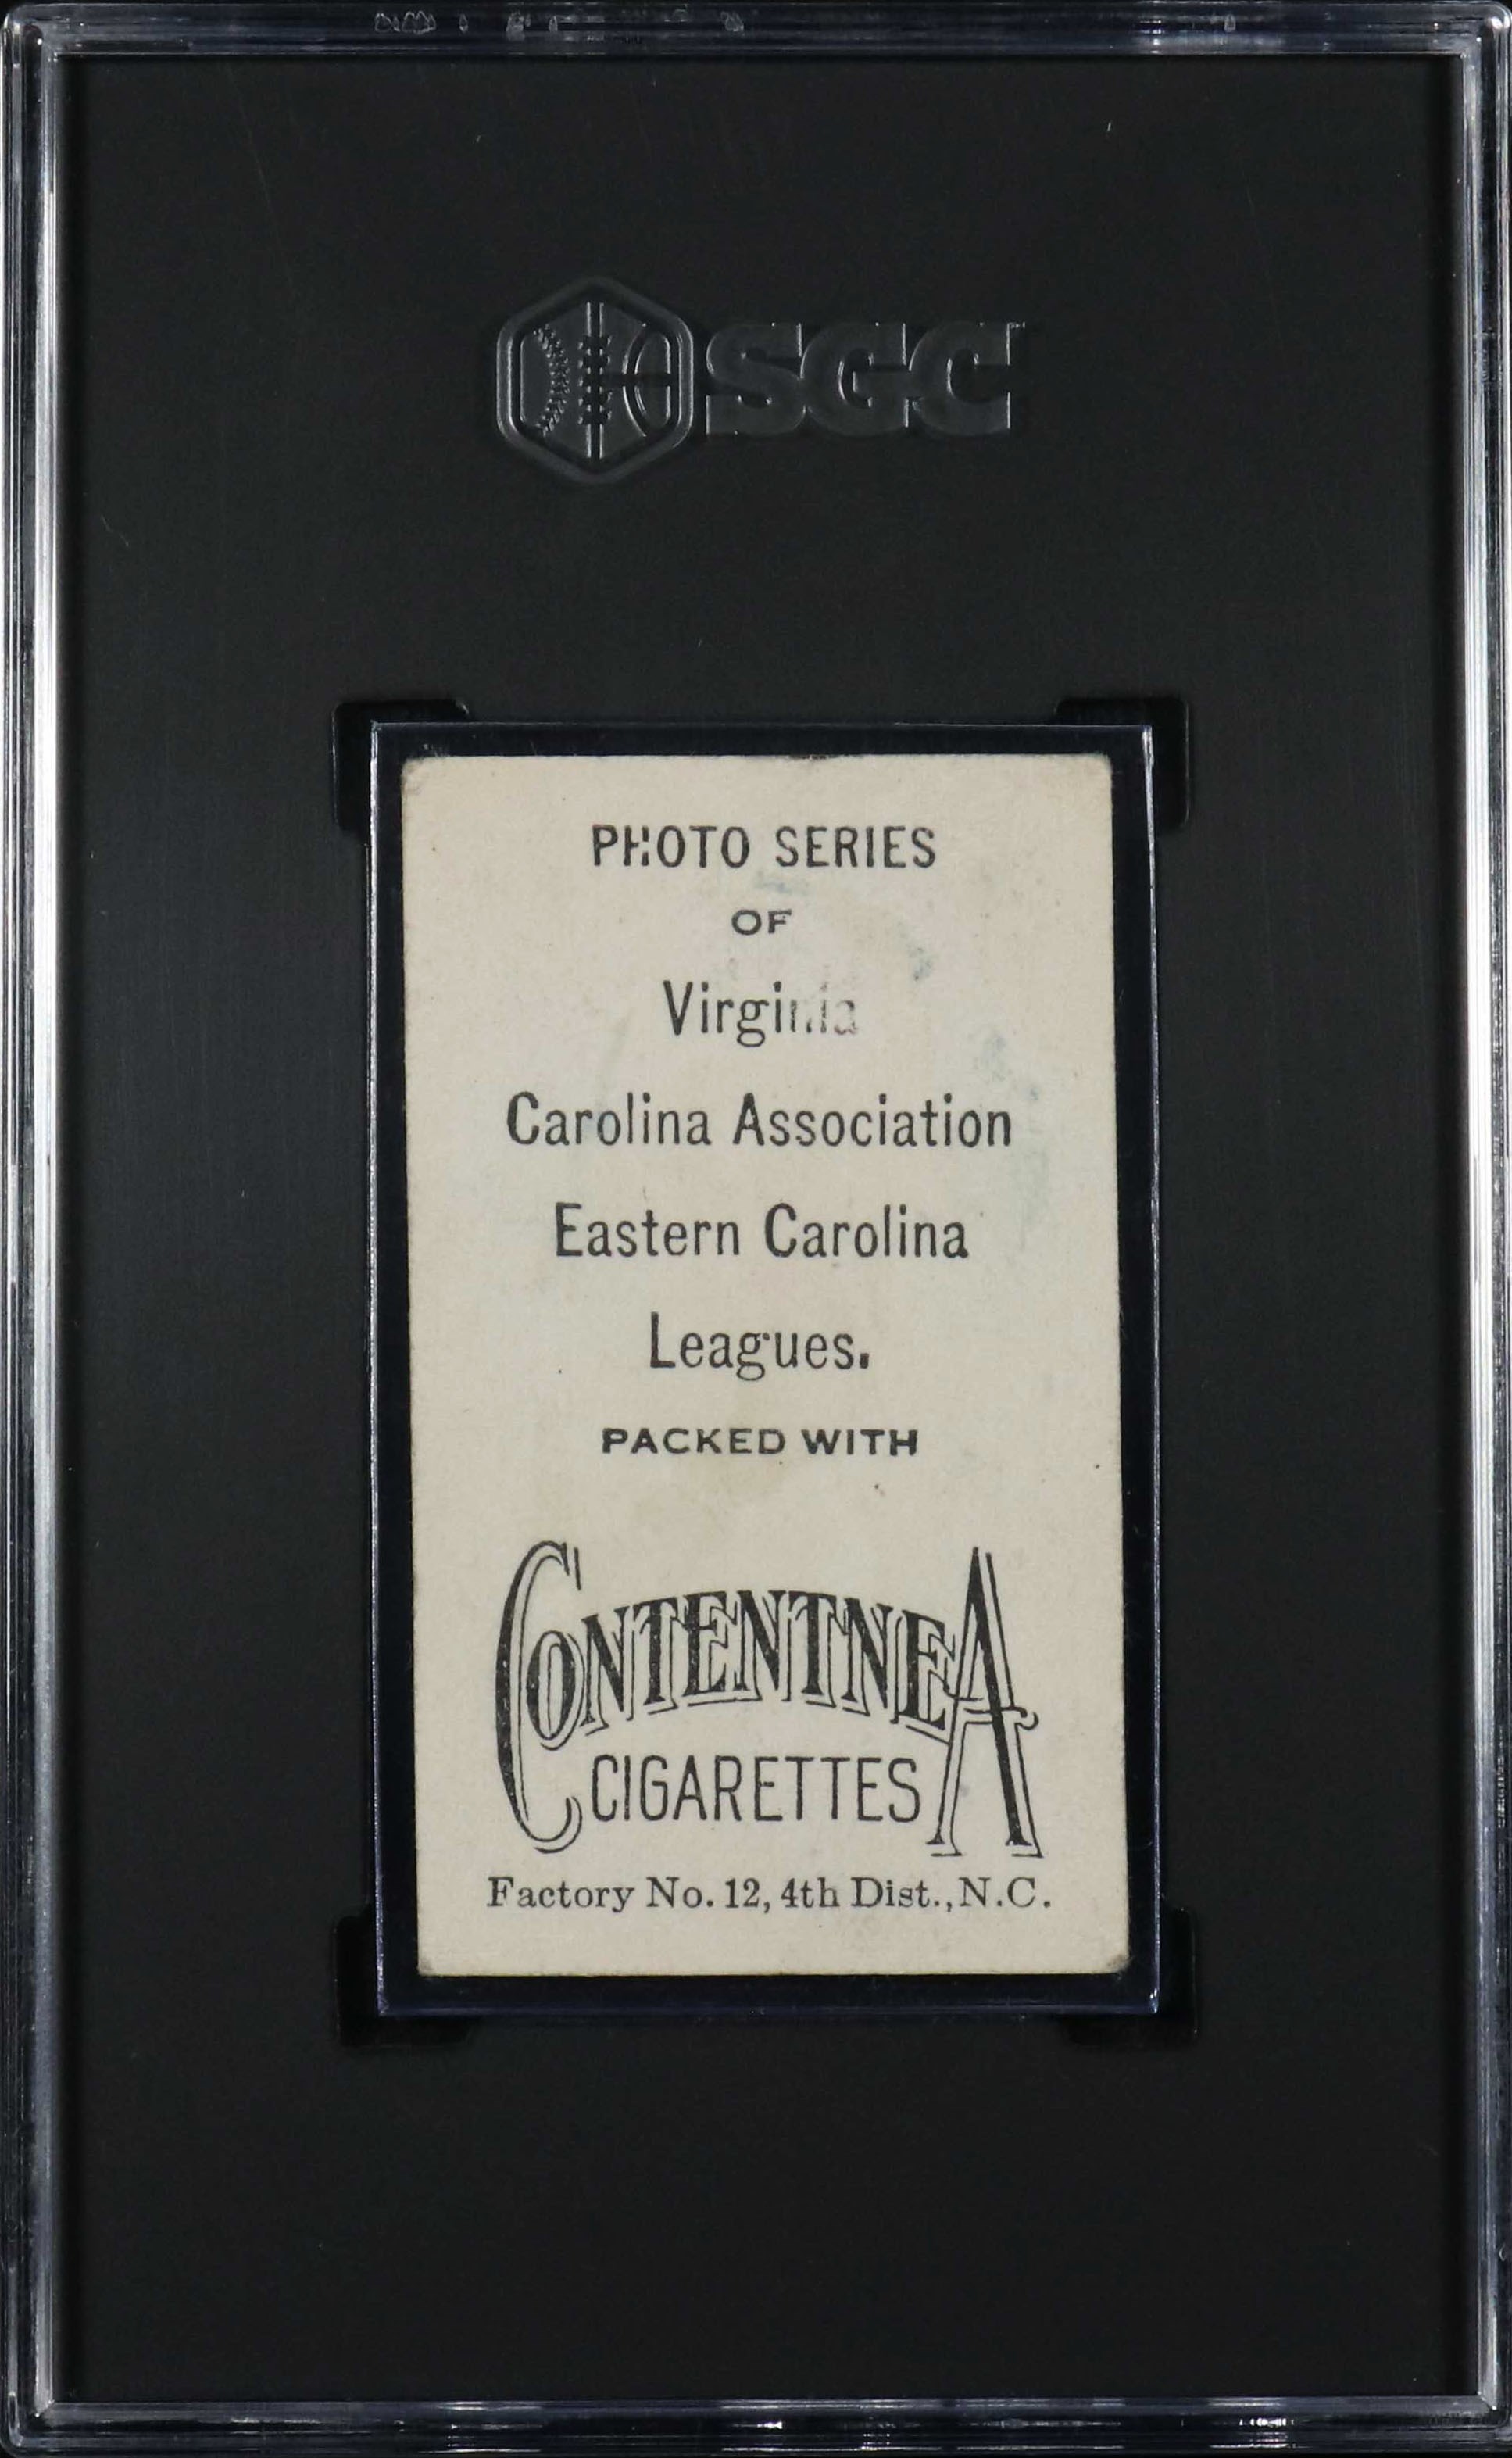 SGC
PHOTO SERIES
OF
Virginia
Carolina Association
Eastern Carolina
Leagues.
PACKED WITH
CONTENTNEA
CIGARETTES
Factory No. 12, 4th Dist., N.C.